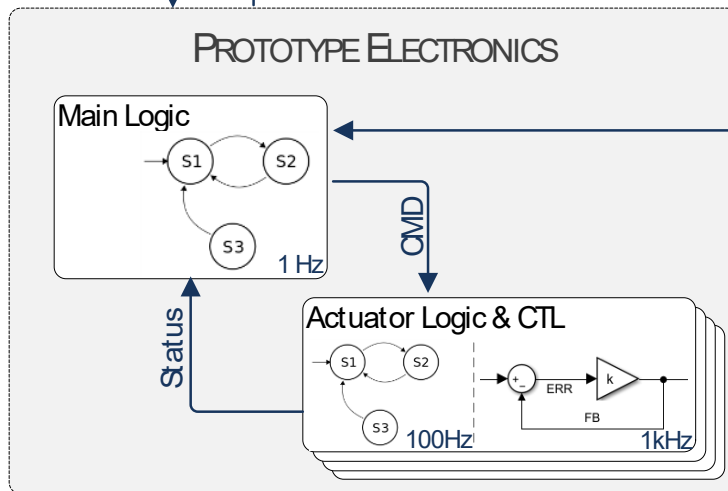 PROTOTYPE ELECTRONICS
Main Logic
S1
S2
S3
1 Hz
CMD
Status
Actuator Logic & CTL
S1
S2
S3
100Hz
+
-
ERR
k
FB
1kHz